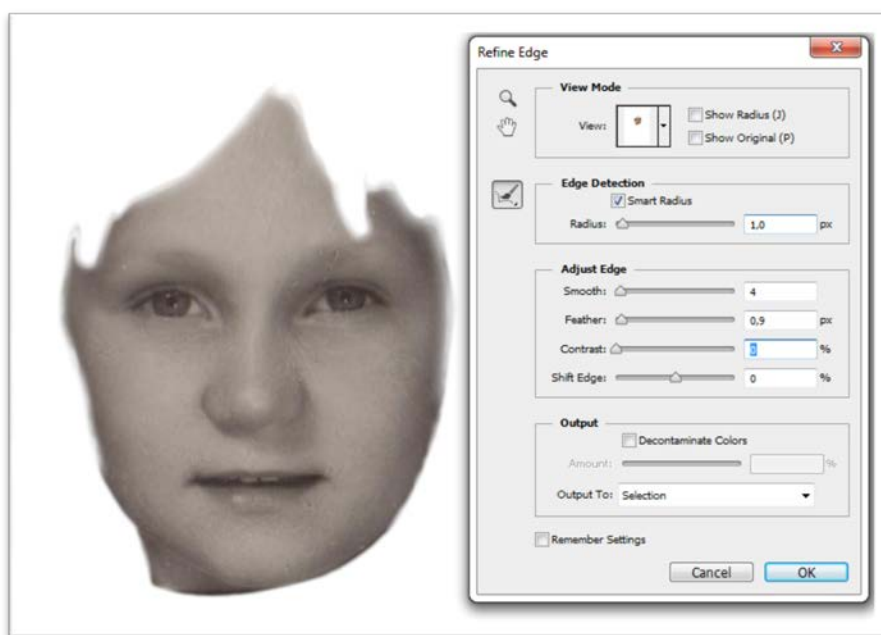 Refine Edge
View Mode
View:
Show Radius (J)
Show Original (P)
Edge Detection
Smart Radius
Radius: 1,0 px
Adjust Edge
Smooth: 4
Feather: 0,9 px
Contrast: 0 %
Shift Edge: 0 %
Output
Decontaminate Colors
Amount: %
Output To: Selection
Remember Settings
Cancel OK